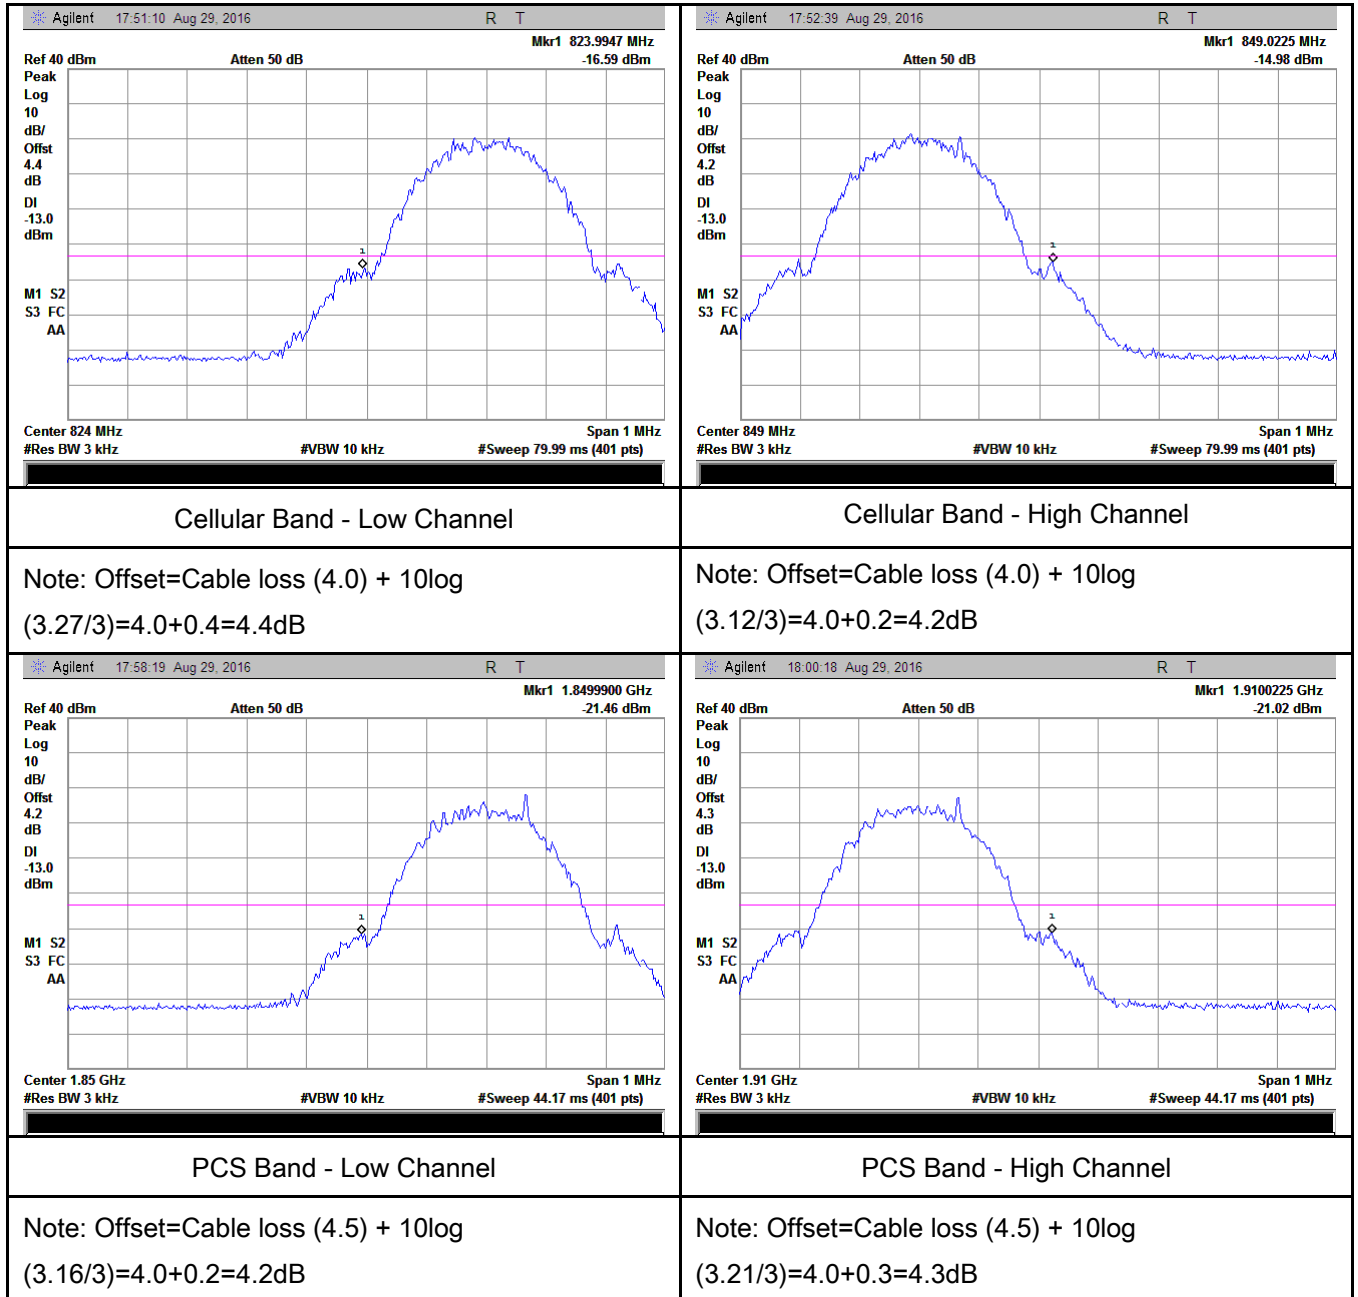 Agilent 17:51:10 Aug 29, 2016 R T
Mkr1 823.9947 MHz
Ref 40 dBm Atten 50 dB -16.59 dBm
Peak
Log
10
dB/
Offst
4.4
dB
DI
-13.0
dBm
1
M1 S2
S3 FC
AA
Center 824 MHz Span 1 MHz
#Res BW 3 kHz #VBW 10 kHz #Sweep 79.99 ms (401 pts)
Cellular Band - Low Channel
Note: Offset=Cable loss (4.0) + 10log
(3.27/3)=4.0+0.4=4.4dB
Agilent 17:52:39 Aug 29, 2016 R T
Mkr1 849.0225 MHz
Ref 40 dBm Atten 50 dB -14.98 dBm
Peak
Log
10
dB/
Offst
4.2
dB
DI
-13.0
dBm
1
M1 S2
S3 FC
AA
Center 849 MHz Span 1 MHz
#Res BW 3 kHz #VBW 10 kHz #Sweep 79.99 ms (401 pts)
Cellular Band - High Channel
Note: Offset=Cable loss (4.0) + 10log
(3.12/3)=4.0+0.2=4.2dB
Agilent 17:58:19 Aug 29, 2016 R T
Mkr1 1.8499900 GHz
Ref 40 dBm Atten 50 dB -21.46 dBm
Peak
Log
10
dB/
Offst
4.2
dB
DI
-13.0
dBm
1
M1 S2
S3 FC
AA
Center 1.85 GHz Span 1 MHz
#Res BW 3 kHz #VBW 10 kHz #Sweep 44.17 ms (401 pts)
PCS Band - Low Channel
Note: Offset=Cable loss (4.5) + 10log
(3.16/3)=4.0+0.2=4.2dB
Agilent 18:00:18 Aug 29, 2016 R T
Mkr1 1.9100225 GHz
Ref 40 dBm Atten 50 dB -21.02 dBm
Peak
Log
10
dB/
Offst
4.3
dB
DI
-13.0
dBm
1
M1 S2
S3 FC
AA
Center 1.91 GHz Span 1 MHz
#Res BW 3 kHz #VBW 10 kHz #Sweep 44.17 ms (401 pts)
PCS Band - High Channel
Note: Offset=Cable loss (4.5) + 10log
(3.21/3)=4.0+0.3=4.3dB